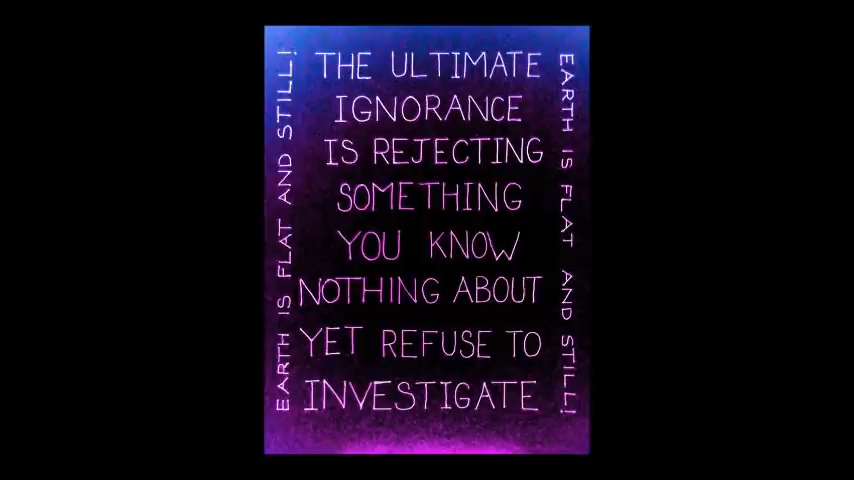 THE ULTIMATE
IGNORANCE
IS REJECTING
SOMETHING
YOU KNOW
NOTHING ABOUT
YET REFUSE TO
INVESTIGATE
EARTH IS FLAT AND STILL!
EARTH IS FLAT AND STILL!